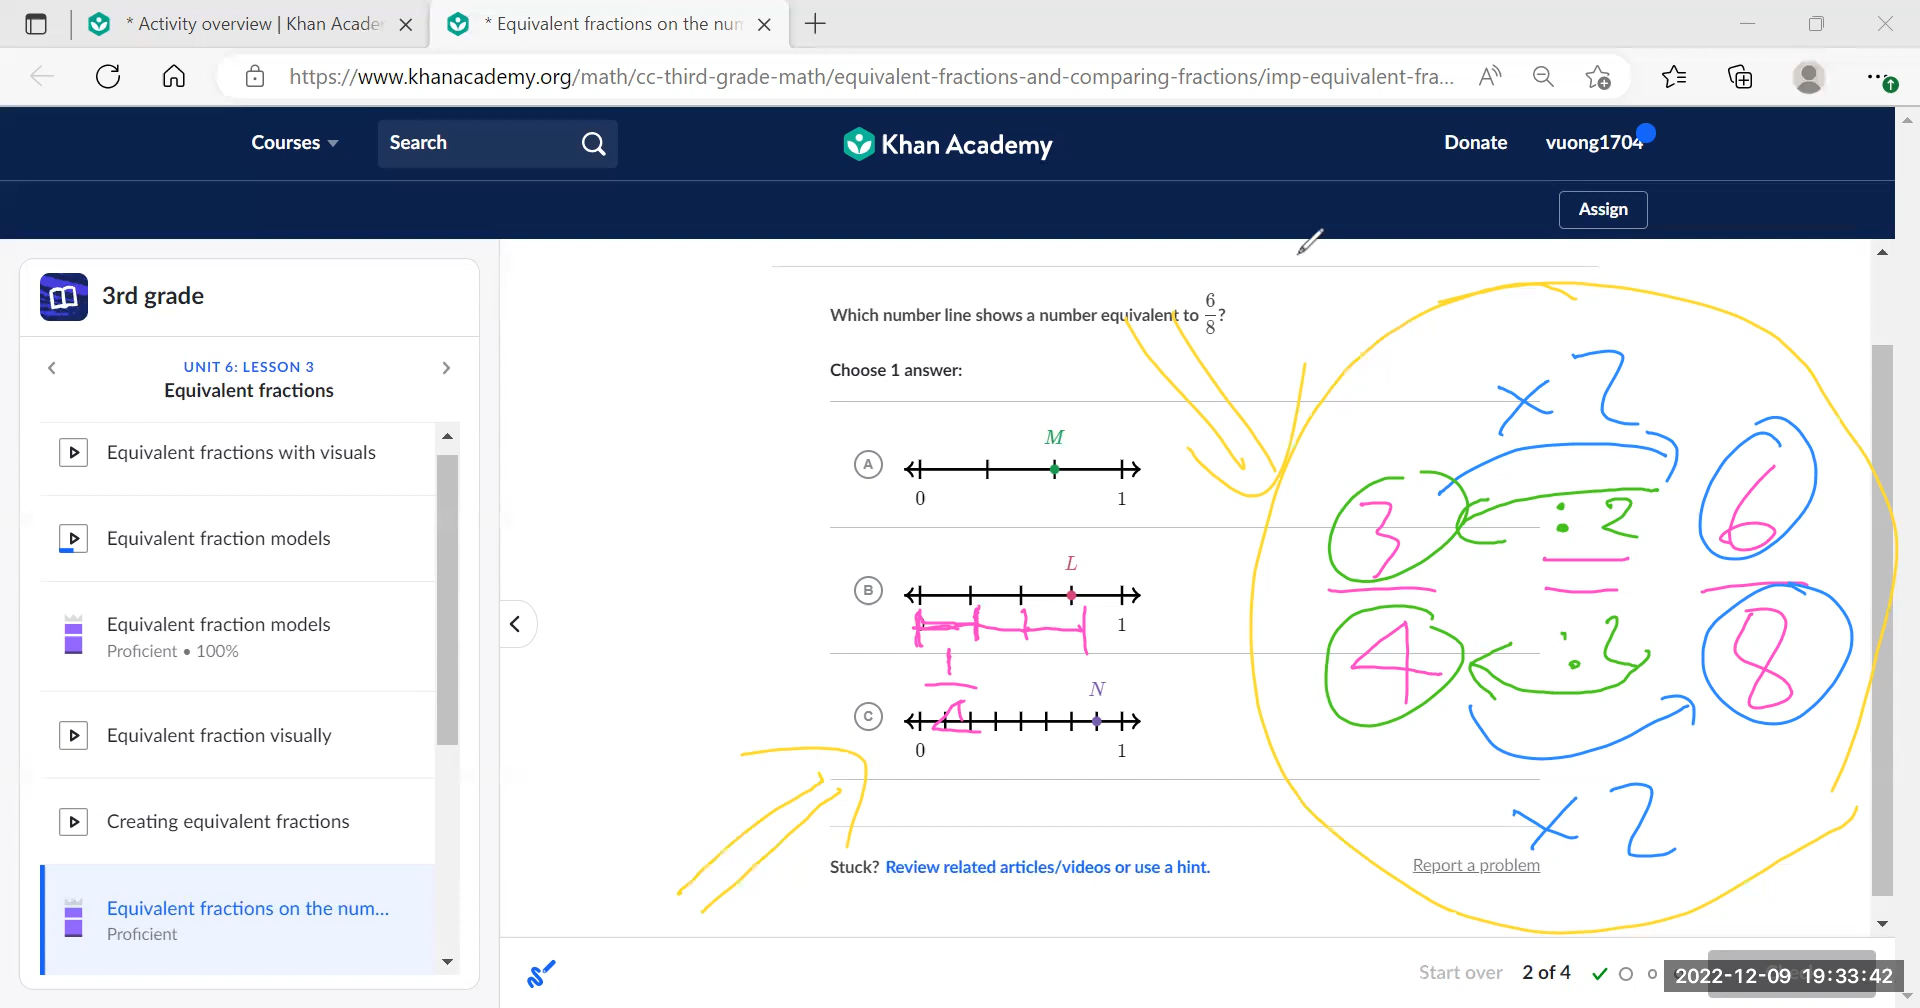 * Activity overview | Khan Acade
* Equivalent fractions on the num
https://www.khanacademy.org/math/cc-third-grade-math/equivalent-fractions-and-comparing-fractions/imp-equivalent-fra...
Courses
Search
Khan Academy
Donate
vuong1704
Assign
3rd grade
UNIT 6: LESSON 3
Equivalent fractions
Equivalent fractions with visuals
Equivalent fraction models
Equivalent fraction models
Proficient • 100%
Equivalent fraction visually
Creating equivalent fractions
Equivalent fractions on the num...
Proficient
Which number line shows a number equivalent to 6/8?
Choose 1 answer:
A
M
0 1
B
L
1
1
4
C
N
0 1
x 2
3 : 2 6
4 : 2 8
x 2
Stuck? Review related articles/videos or use a hint.
Report a problem
Start over
2 of 4
2022-12-09 19:33:42